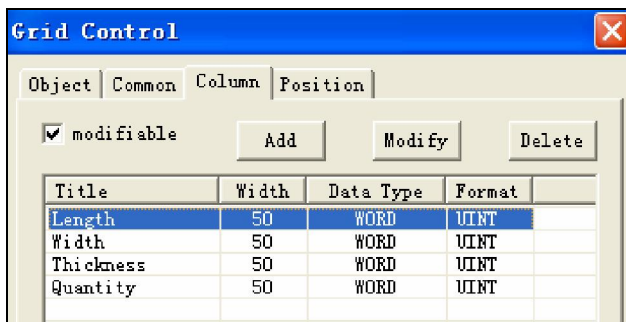 Grid Control
Object Common Column Position
modifiable Add Modify Delete
Title Width Data Type Format
Length 50 WORD UINT
Width 50 WORD UINT
Thickness 50 WORD UINT
Quantity 50 WORD UINT